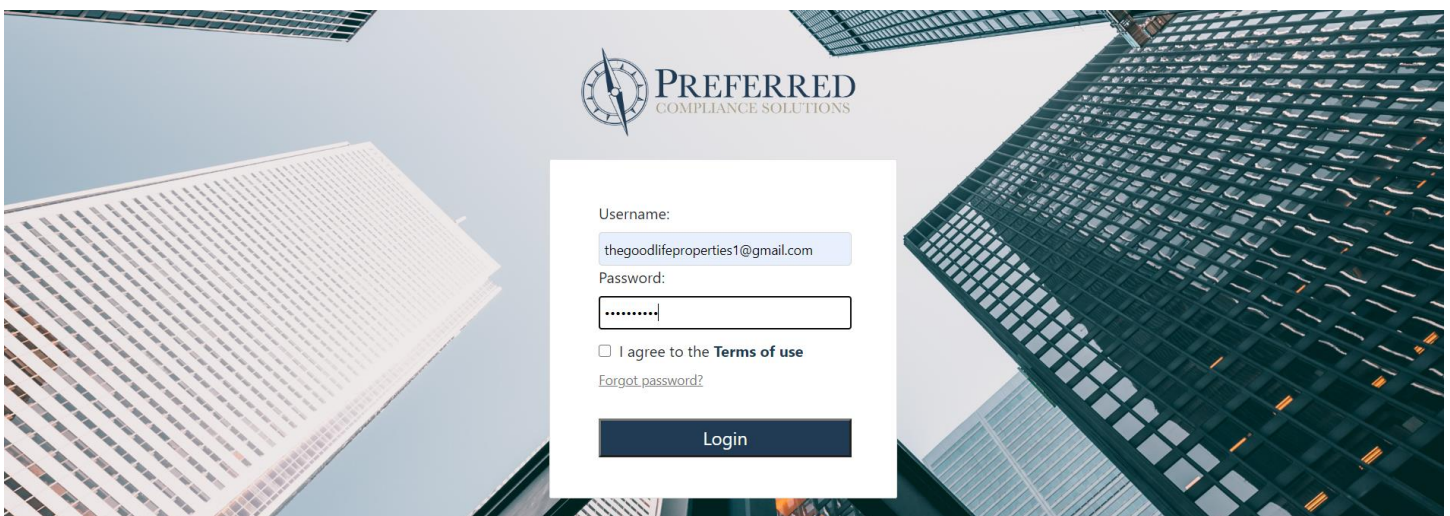 PREFERRED
COMPLIANCE SOLUTIONS
Username:
thegoodlifeproperties1@gmail.com
Password:
••••••••••
I agree to the Terms of use
Forgot password?
Login